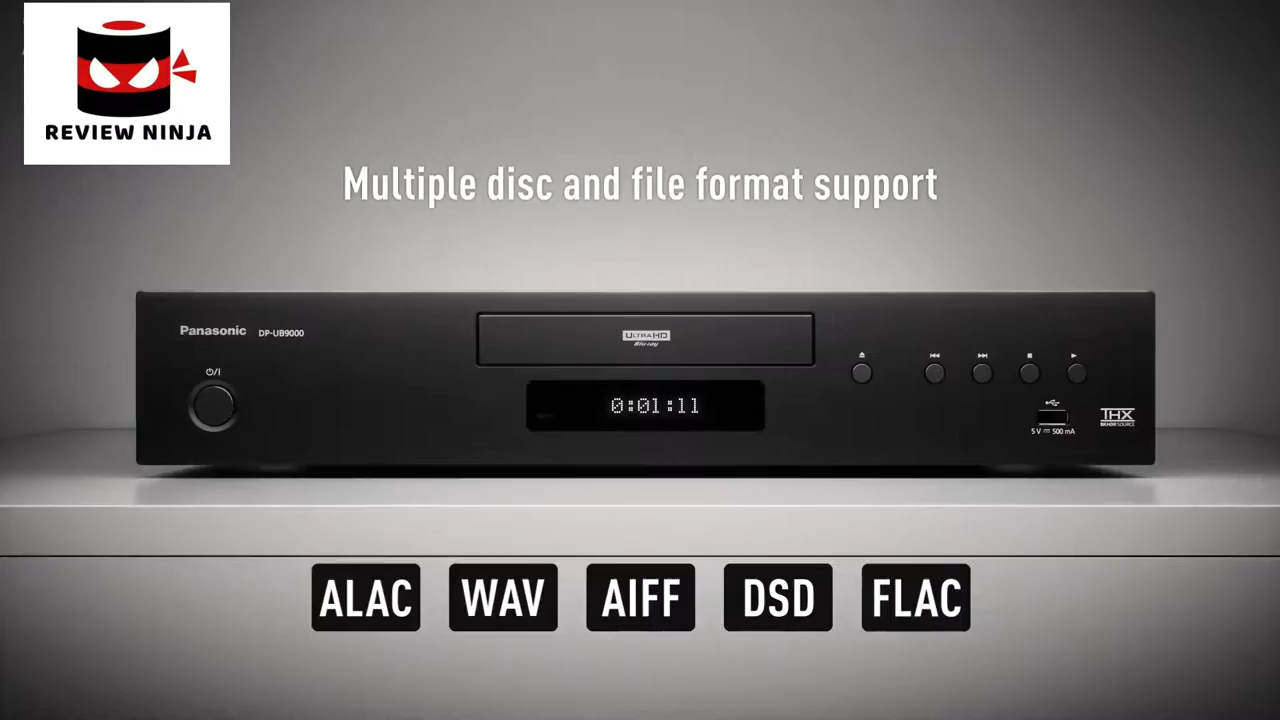 REVIEW NINJA
Multiple disc and file format support
Panasonic DP-UB9000
ULTRA HD
Blu-ray
0:01:11
5 V 500 mA
THX
ALAC WAV AIFF DSD FLAC